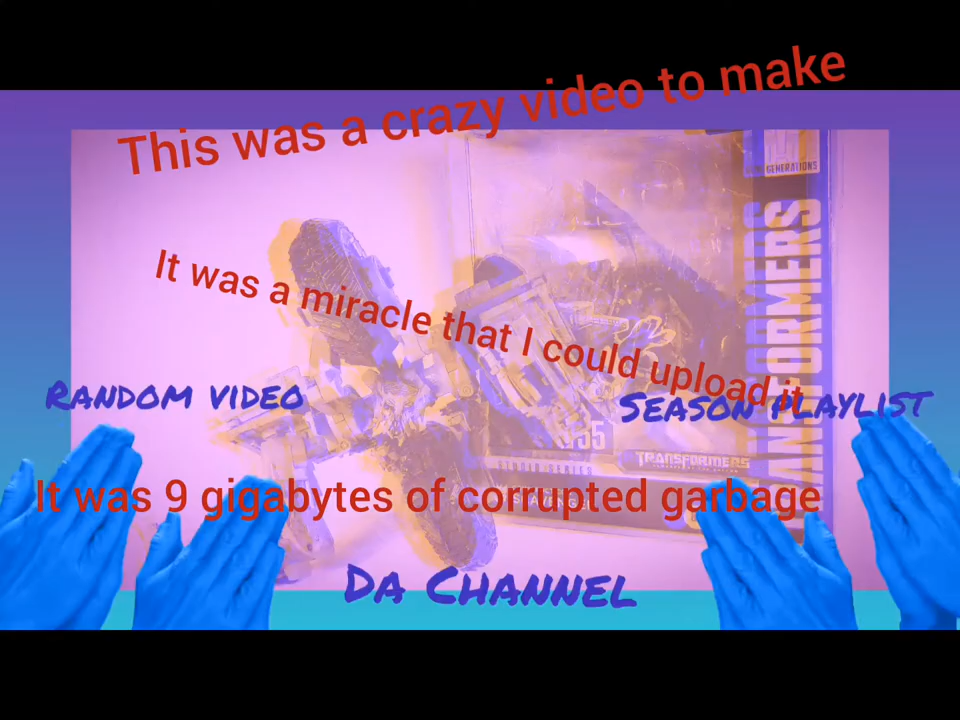 This was a crazy video to make
GENERATIONS
TRANSFORMERS
It was a miracle that I could upload it
RANDOM VIDEO
SEASON PLAYLIST
55
TRANSFORMERS
It was 9 gigabytes of corrupted garbage
DA CHANNEL